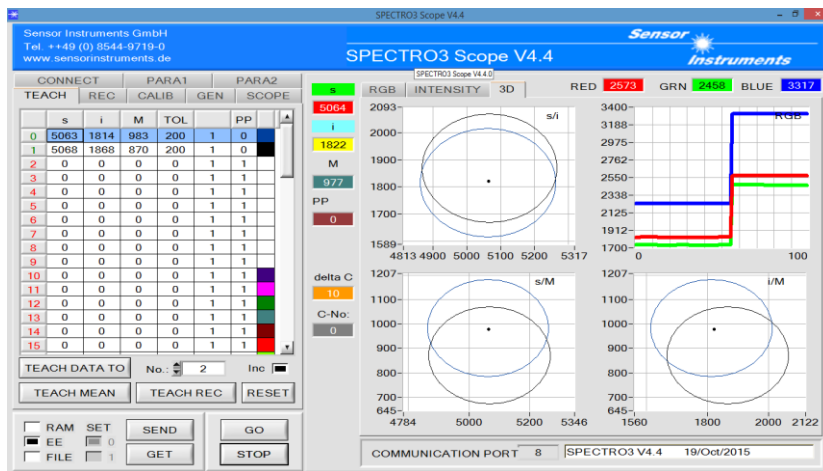 SPECTRO3 Scope V4.4
Sensor Instruments GmbH
Tel. ++49 (0) 8544-9719-0
www.sensorinstruments.de
SPECTRO3 Scope V4.4
Sensor
Instruments
SPECTRO3 Scope V4.4.0
CONNECT PARA1 PARA2
TEACH REC CALIB GEN SCOPE
s i M TOL PP
0 5063 1814 983 200 1 0
1 5068 1868 870 200 1 0
2 0 0 0 0 1 1
3 0 0 0 0 1 1
4 0 0 0 0 1 1
5 0 0 0 0 1 1
6 0 0 0 0 1 1
7 0 0 0 0 1 1
8 0 0 0 0 1 1
9 0 0 0 0 1 1
10 0 0 0 0 1 1
11 0 0 0 0 1 1
12 0 0 0 0 1 1
13 0 0 0 0 1 1
14 0 0 0 0 1 1
15 0 0 0 0 1 1
TEACH DATA TO No.: 2 Inc
TEACH MEAN TEACH REC RESET
RAM SET SEND GO
EE 0
FILE 1 GET STOP
s
5064
i
1822
M
977
PP
0
delta C
10
C-No:
0
RGB INTENSITY 3D RED 2573 GRN 2458 BLUE 3317
s/i
2093
2000
1900
1800
1700
1589
4813 4900 5000 5100 5200 5317
RGB
3400
3188
2975
2762
2550
2338
2125
1912
1700
0 100
s/M
1207
1100
1000
900
800
700
645
4784 5000 5200 5346
i/M
1207
1100
1000
900
800
700
645
1560 1800 2000 2122
COMMUNICATION PORT 8 SPECTRO3 V4.4 19/Oct/2015